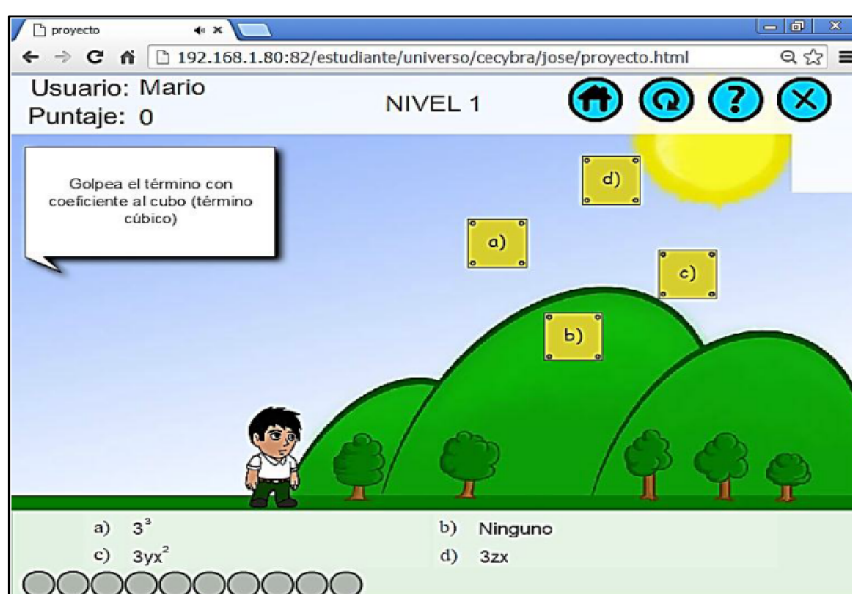 proyecto
192.168.1.80:82/estudiante/universo/cecybra/jose/proyecto.html
Usuario: Mario
Puntaje: 0
NIVEL 1
?
Golpea el término con
coeficiente al cubo (término
cúbico)
d)
a)
c)
b)
a) 3³
b) Ninguno
c) 3yx²
d) 3zx